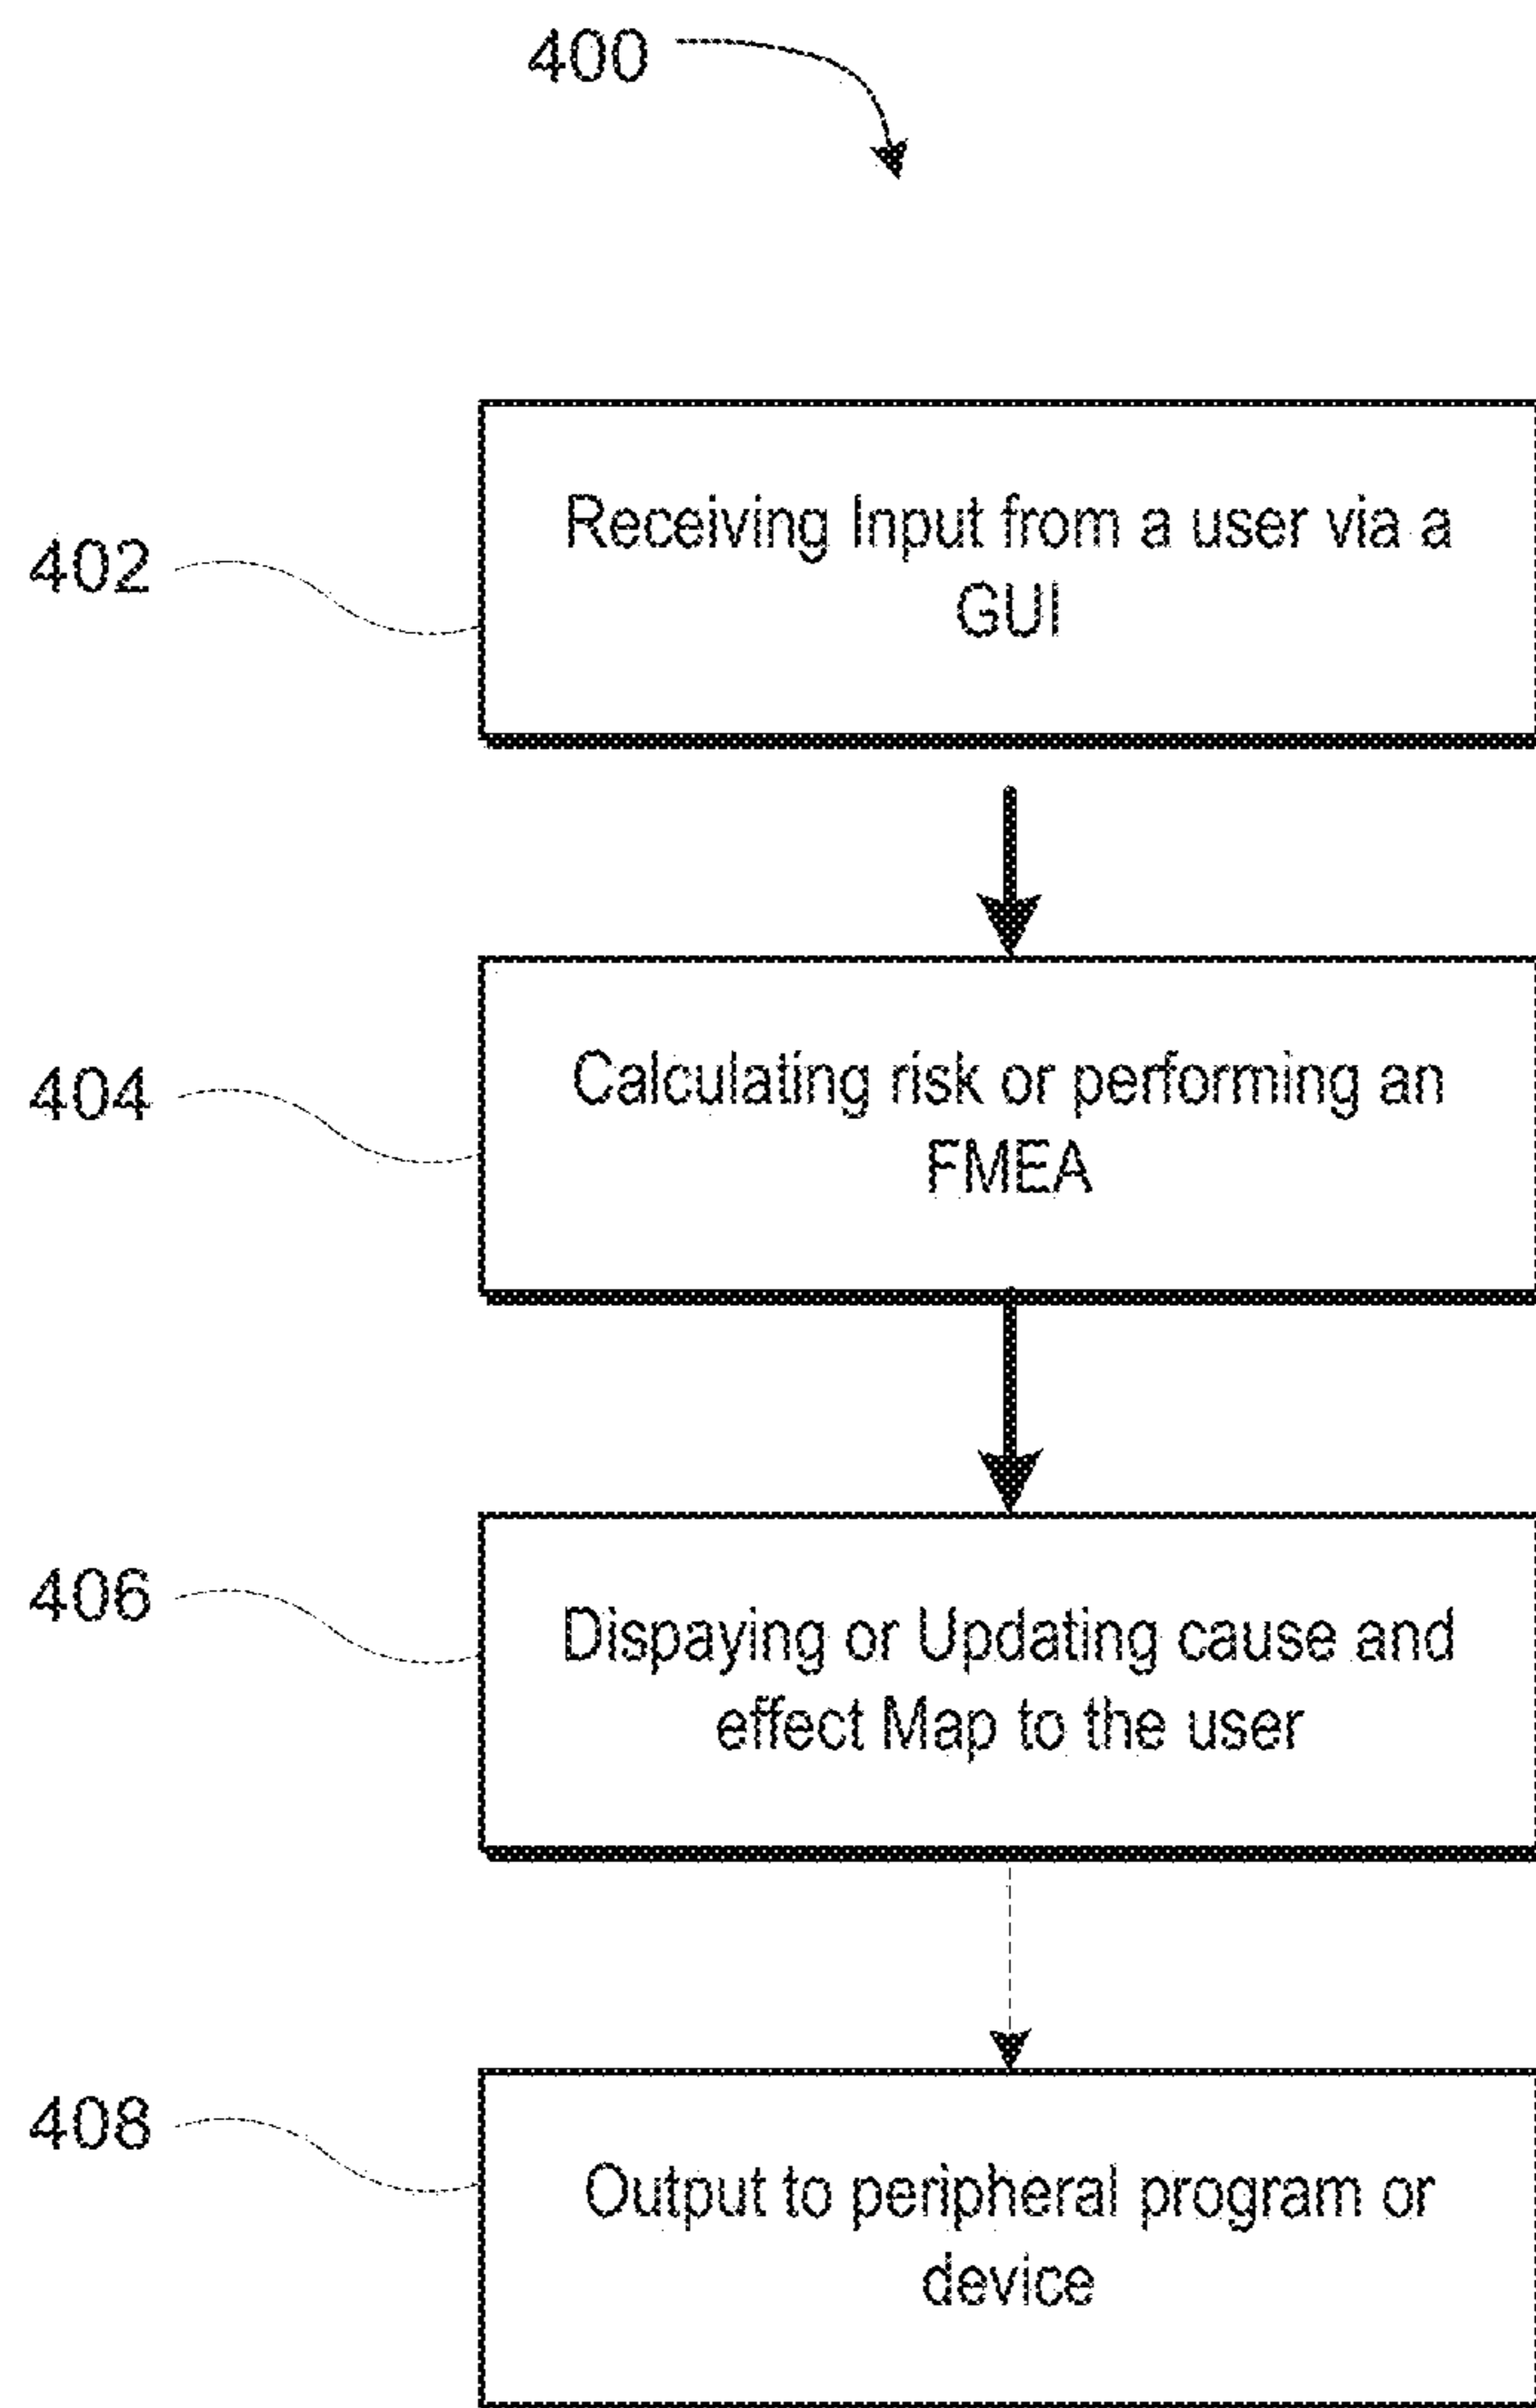 400
402
Receiving Input from a user via a
GUI
404
Calculating risk or performing an
FMEA
406
Dispaying or Updating cause and
effect Map to the user
408
Output to peripheral program or
device